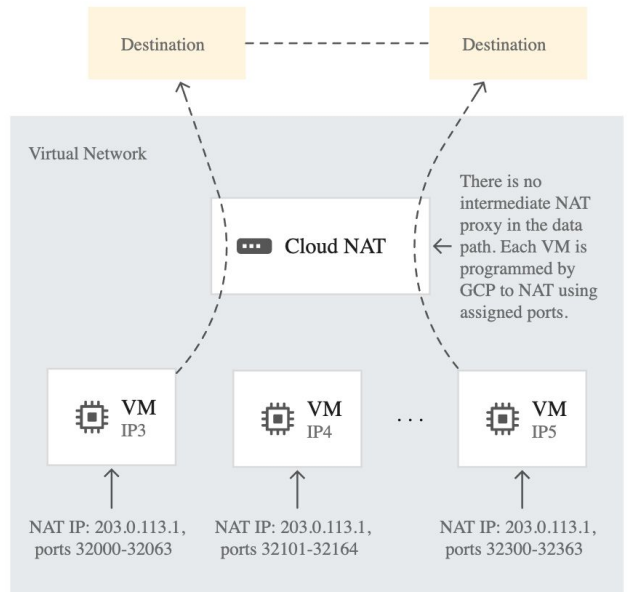 Destination
Destination
Virtual Network
There is no
intermediate NAT
proxy in the data
path. Each VM is
programmed by
GCP to NAT using
assigned ports.
Cloud NAT
VM
IP3
VM
IP4
...
VM
IP5
NAT IP: 203.0.113.1,
ports 32000-32063
NAT IP: 203.0.113.1,
ports 32101-32164
NAT IP: 203.0.113.1,
ports 32300-32363